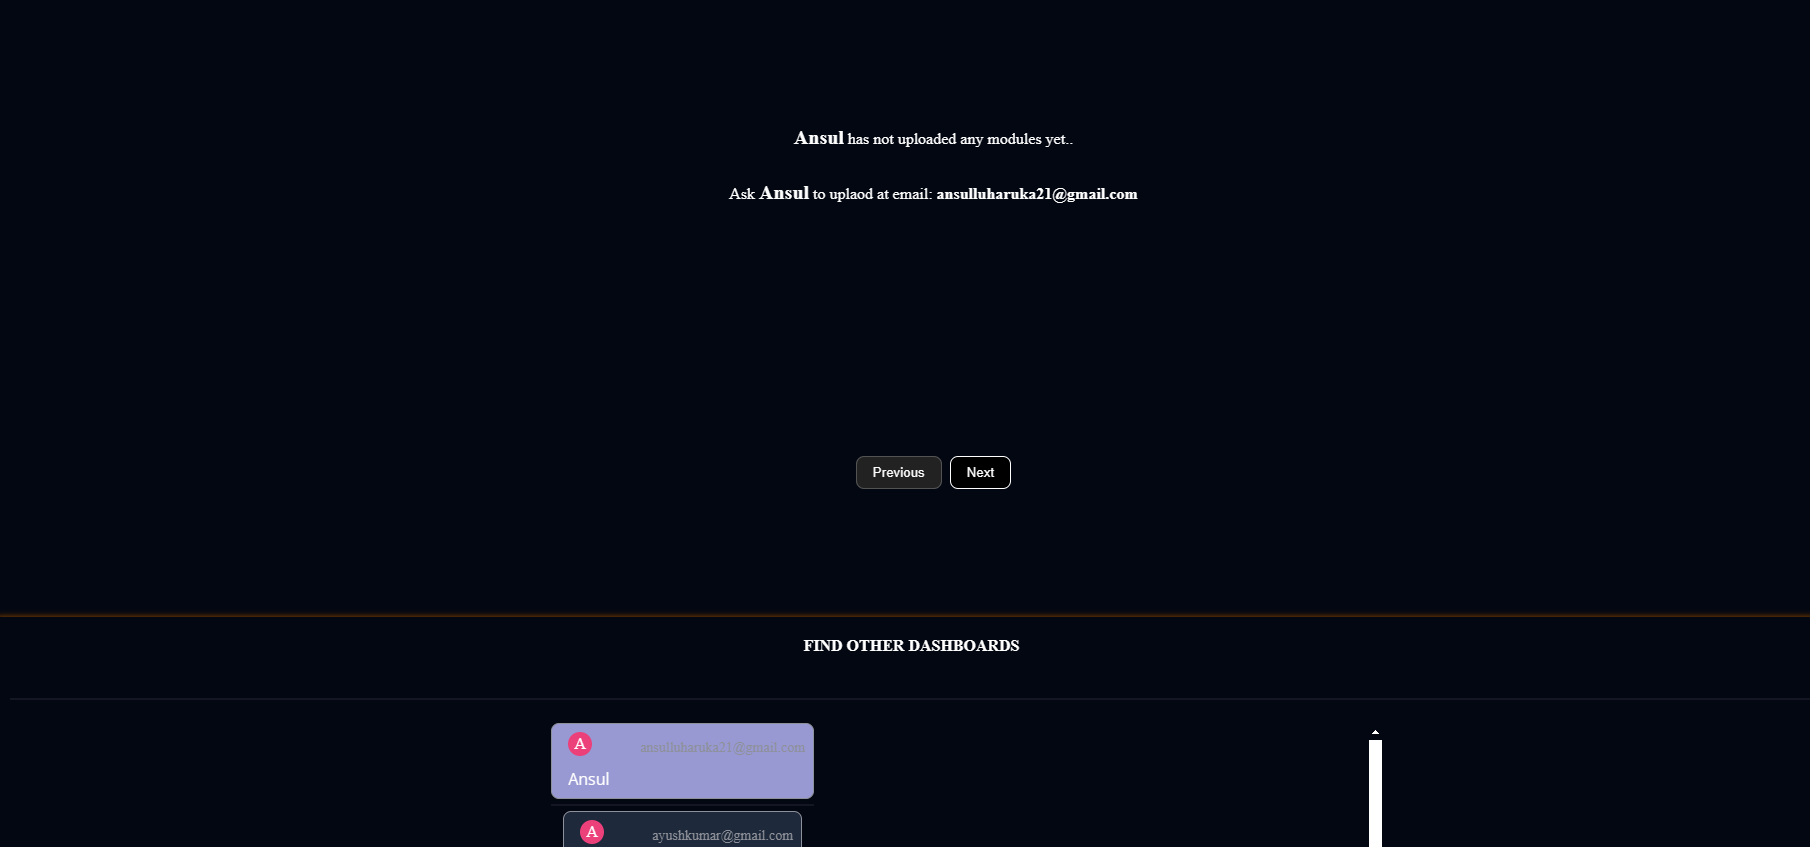 Ansul has not uploaded any modules yet..
Ask Ansul to uplaod at email: ansulluharuka21@gmail.com
Previous Next
FIND OTHER DASHBOARDS
A ansulluharuka21@gmail.com
Ansul
A ayushkumar@gmail.com